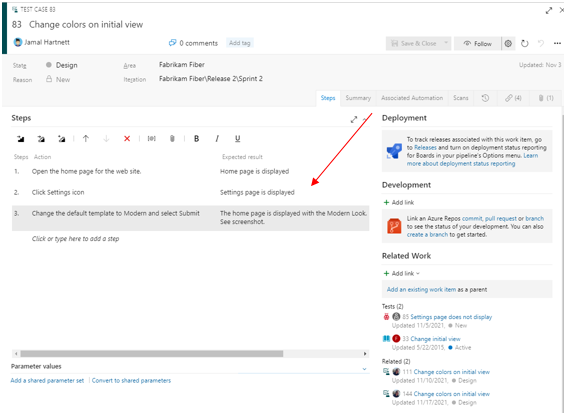 TEST CASE 83
83 Change colors on initial view
Jamal Hartnett
0 comments
Add tag
Save & Close
Follow
State
Design
Area
Fabrikam Fiber
Updated: Nov 3
Reason
New
Iteration
Fabrikam Fiber\Release 2\Sprint 2
Steps
Summary
Associated Automation
Scans
(4)
(1)
Steps
Steps Action Expected result
1. Open the home page for the web site. Home page is displayed
2. Click Settings icon Settings page is displayed
3. Change the default template to Modern and select Submit The home page is displayed with the Modern Look.
See screenshot.
Click or type here to add a step
Parameter values
Add a shared parameter set
Convert to shared parameters
Deployment
To track releases associated with this work item, go
to Releases and turn on deployment status reporting
for Boards in your pipeline's Options menu. Learn
more about deployment status reporting
Development
Add link
Link an Azure Repos commit, pull request or branch
to see the status of your development. You can also
create a branch to get started.
Related Work
Add link
Add an existing work item as a parent
Tests (2)
85 Settings page does not display
Updated 11/5/2021, New
33 Change initial view
Updated 5/22/2015, Active
Related (2)
111 Change colors on initial view
Updated 11/10/2021, Design
144 Change colors on initial view
Updated 11/17/2021, Design